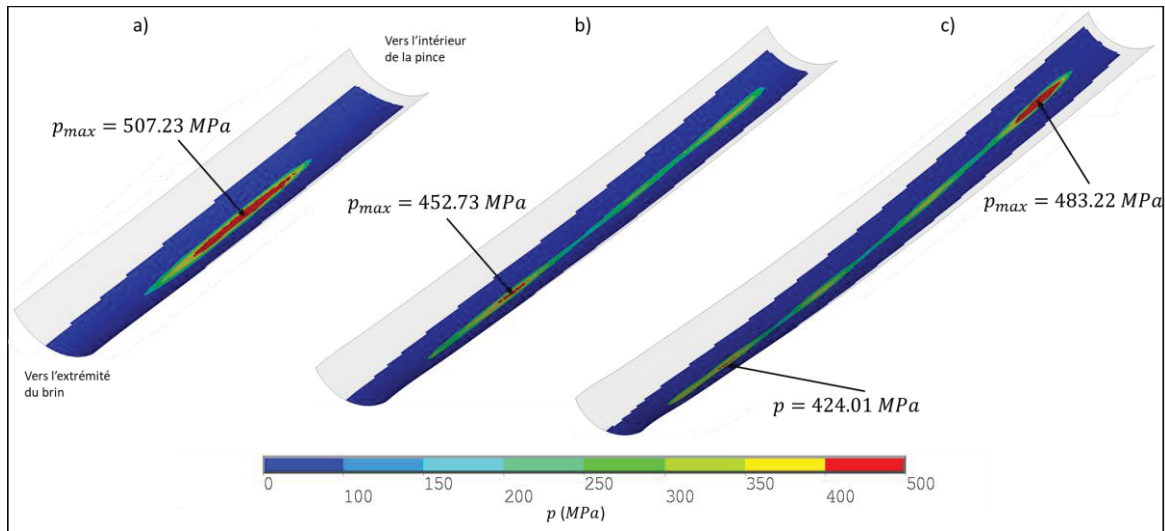 a)
Vers l'intérieur
de la pince
b)
c)
p_max = 507.23 MPa
p_max = 452.73 MPa
p_max = 483.22 MPa
Vers l'extrémité
du brin
p = 424.01 MPa
0 100 150 200 250 300 350 400 500
p (MPa)